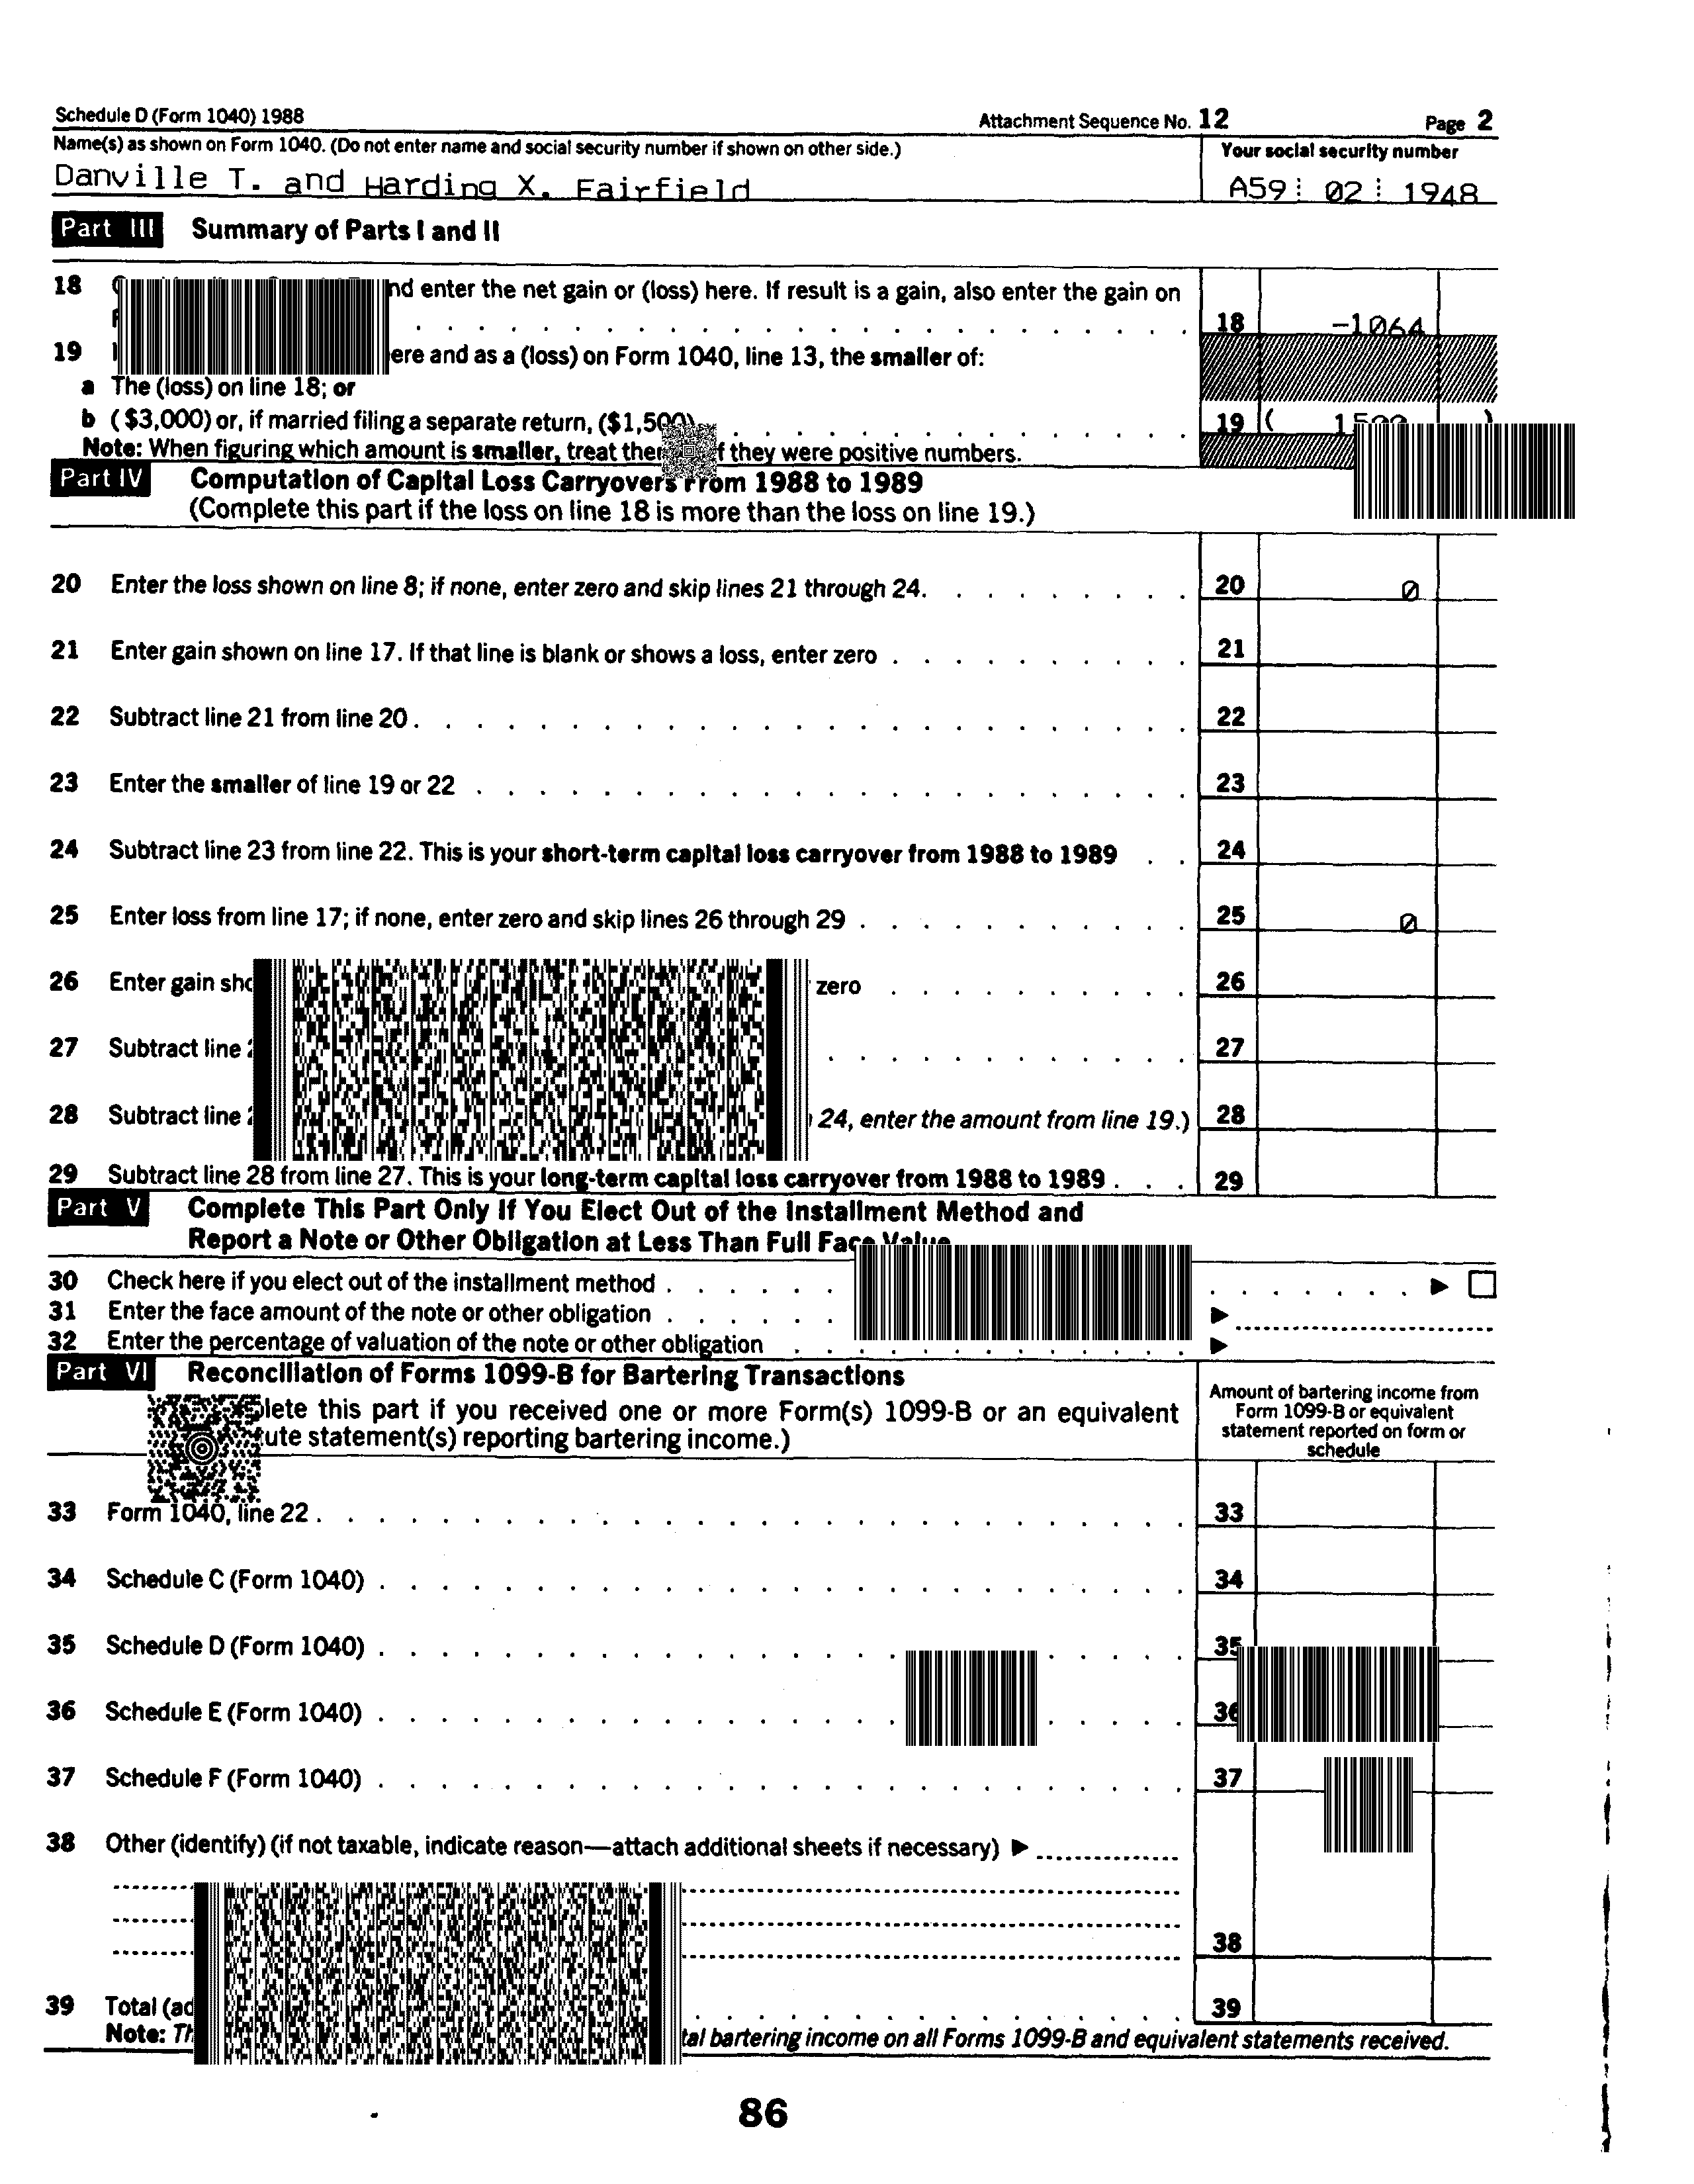 Schedule D (Form 1040) 1988 Attachment Sequence No. 12 Page 2
Name(s) as shown on Form 1040. (Do not enter name and social security number if shown on other side.) Your social security number
Danville T. and Harding X. Fairfield A59 02 1948
Part III Summary of Parts I and II
18 nd enter the net gain or (loss) here. If result is a gain, also enter the gain on
18 -1064
19 ere and as a (loss) on Form 1040, line 13, the smaller of:
a The (loss) on line 18; or
b ($3,000) or, if married filing a separate return, ($1,500) 19 ( )
Note: When figuring which amount is smaller, treat they were positive numbers.
Part IV Computation of Capital Loss Carryovers From 1988 to 1989
(Complete this part if the loss on line 18 is more than the loss on line 19.)
20 Enter the loss shown on line 8; if none, enter zero and skip lines 21 through 24. 20 0
21 Enter gain shown on line 17. If that line is blank or shows a loss, enter zero 21
22 Subtract line 21 from line 20 22
23 Enter the smaller of line 19 or 22 23
24 Subtract line 23 from line 22. This is your short-term capital loss carryover from 1988 to 1989 24
25 Enter loss from line 17; if none, enter zero and skip lines 26 through 29 25 0
26 Enter gain zero 26
27 Subtract line 27
28 Subtract line 24, enter the amount from line 19.) 28
29 Subtract line 28 from line 27. This is your long-term capital loss carryover from 1988 to 1989 29
Part V Complete This Part Only If You Elect Out of the Installment Method and
Report a Note or Other Obligation at Less Than Full Face Value
30 Check here if you elect out of the installment method
31 Enter the face amount of the note or other obligation
32 Enter the percentage of valuation of the note or other obligation
Part VI Reconciliation of Forms 1099-B for Bartering Transactions
lete this part if you received one or more Form(s) 1099-B or an equivalent
ute statement(s) reporting bartering income.)
Amount of bartering income from
Form 1099-B or equivalent
statement reported on form or
schedule
33 Form 1040, line 22 33
34 Schedule C (Form 1040) 34
35 Schedule D (Form 1040) 35
36 Schedule E (Form 1040) 36
37 Schedule F (Form 1040) 37
38 Other (identify) (if not taxable, indicate reason—attach additional sheets if necessary)
38
39 Total 39
Note: tal bartering income on all Forms 1099-B and equivalent statements received.
86